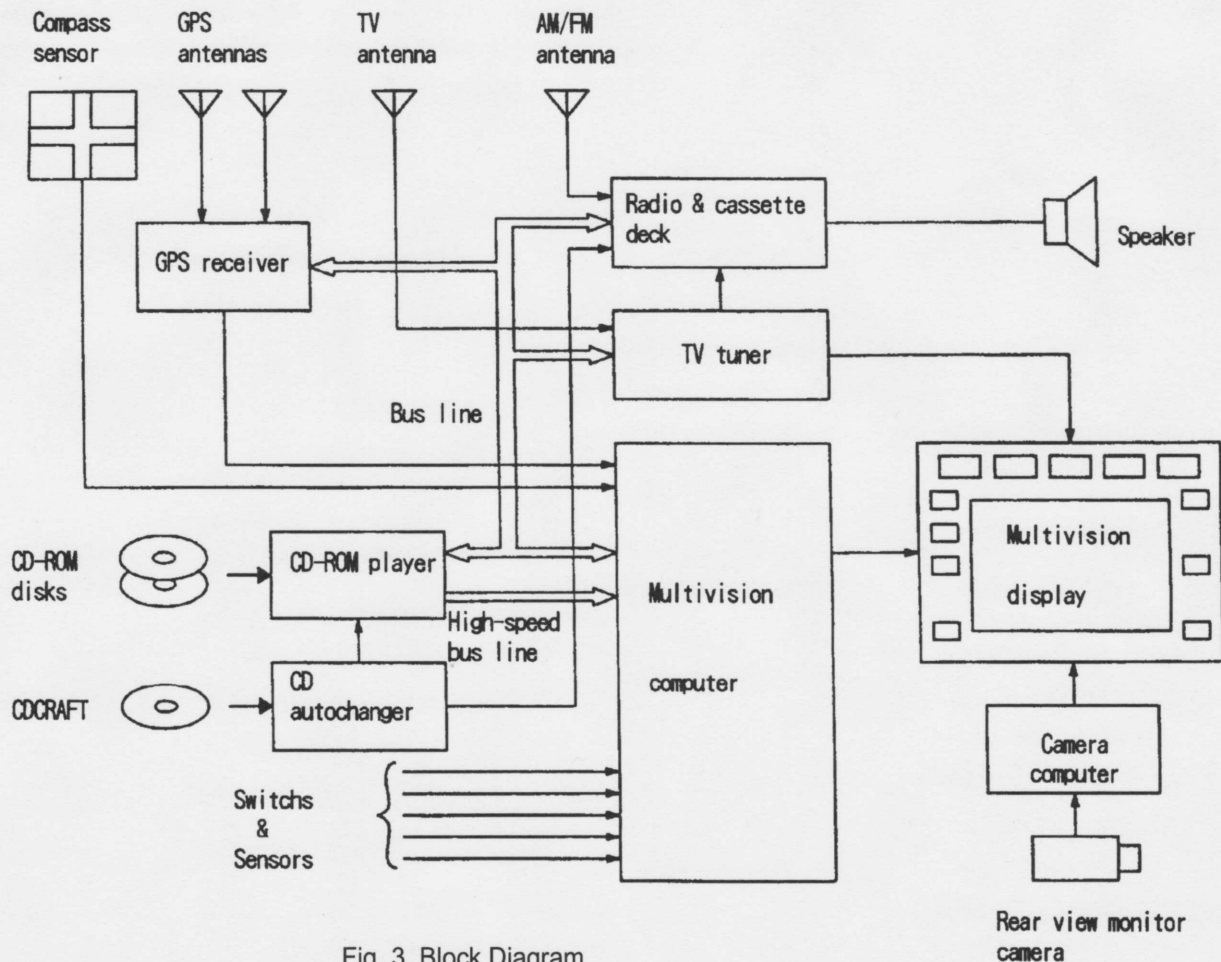 Compass
sensor
GPS
antennas
TV
antenna
AM/FM
antenna
Radio & cassette
deck
Speaker
GPS receiver
TV tuner
Bus line
CD-ROM
disks
CD-ROM player
Multivision
computer
Multivision
display
High-speed
bus line
CDCRAFT
CD
autochanger
Camera
computer
Switchs
&
Sensors
Rear view monitor
camera
Fig. 3 Block Diagram